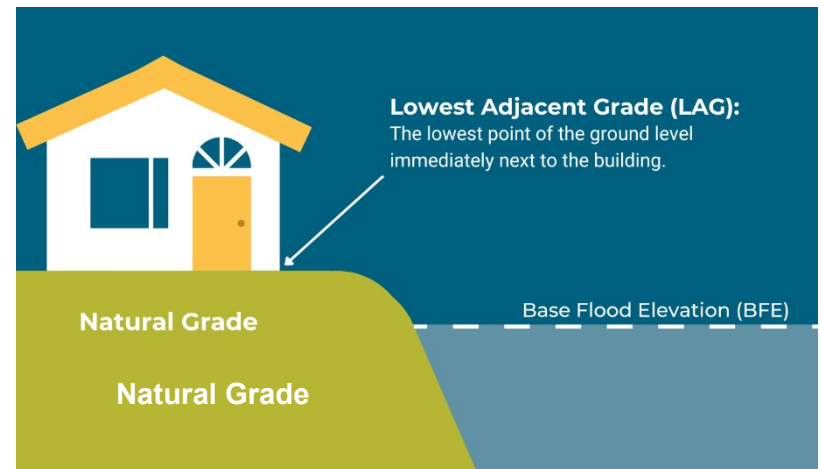 Lowest Adjacent Grade (LAG):
The lowest point of the ground level
immediately next to the building.
Base Flood Elevation (BFE)
Natural Grade
Natural Grade